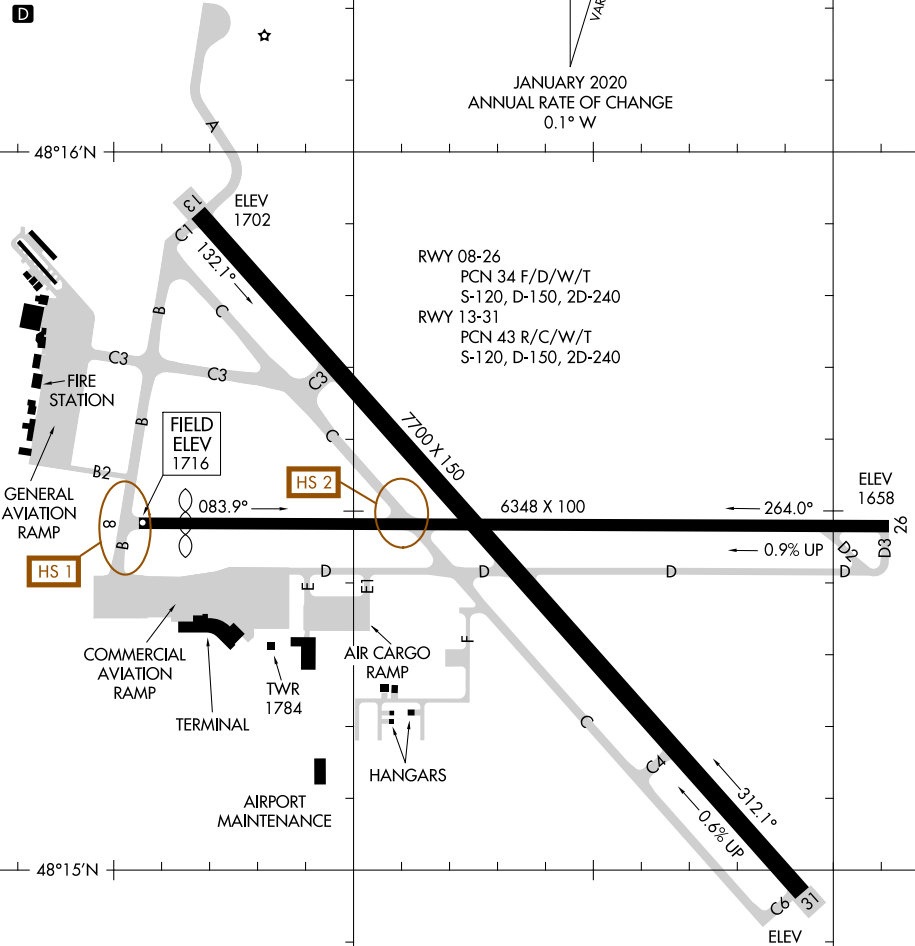 D
VAR
JANUARY 2020
ANNUAL RATE OF CHANGE
0.1° W
A
48°16'N
13
ELEV
1702
C1
132.1°
RWY 08-26
PCN 34 F/D/W/T
S-120, D-150, 2D-240
RWY 13-31
PCN 43 R/C/W/T
S-120, D-150, 2D-240
B
C
C3
C3
C3
FIRE
STATION
B
C
7700 X 150
FIELD
ELEV
1716
B2
GENERAL
AVIATION
RAMP
HS 2
ELEV
1658
8
083.9°
6348 X 100
264.0°
26
B
HS 1
0.9% UP
D2
D3
D
D
D
D
E
E1
F
COMMERCIAL
AVIATION
RAMP
TERMINAL
TWR
1784
AIR CARGO
RAMP
HANGARS
C
C4
312.1°
0.6% UP
AIRPORT
MAINTENANCE
48°15'N
C6
31
ELEV